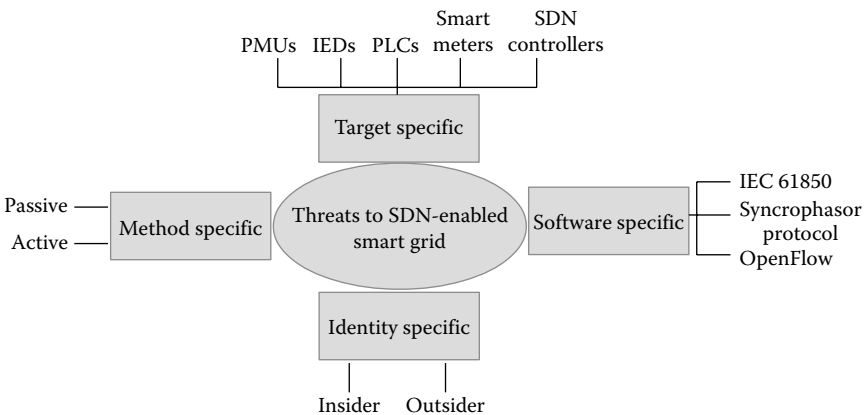 PMUs IEDs PLCs Smart meters SDN controllers
Target specific
Passive
Active
Method specific
Threats to SDN-enabled
smart grid
Software specific
IEC 61850
Syncrophasor
protocol
OpenFlow
Identity specific
Insider Outsider